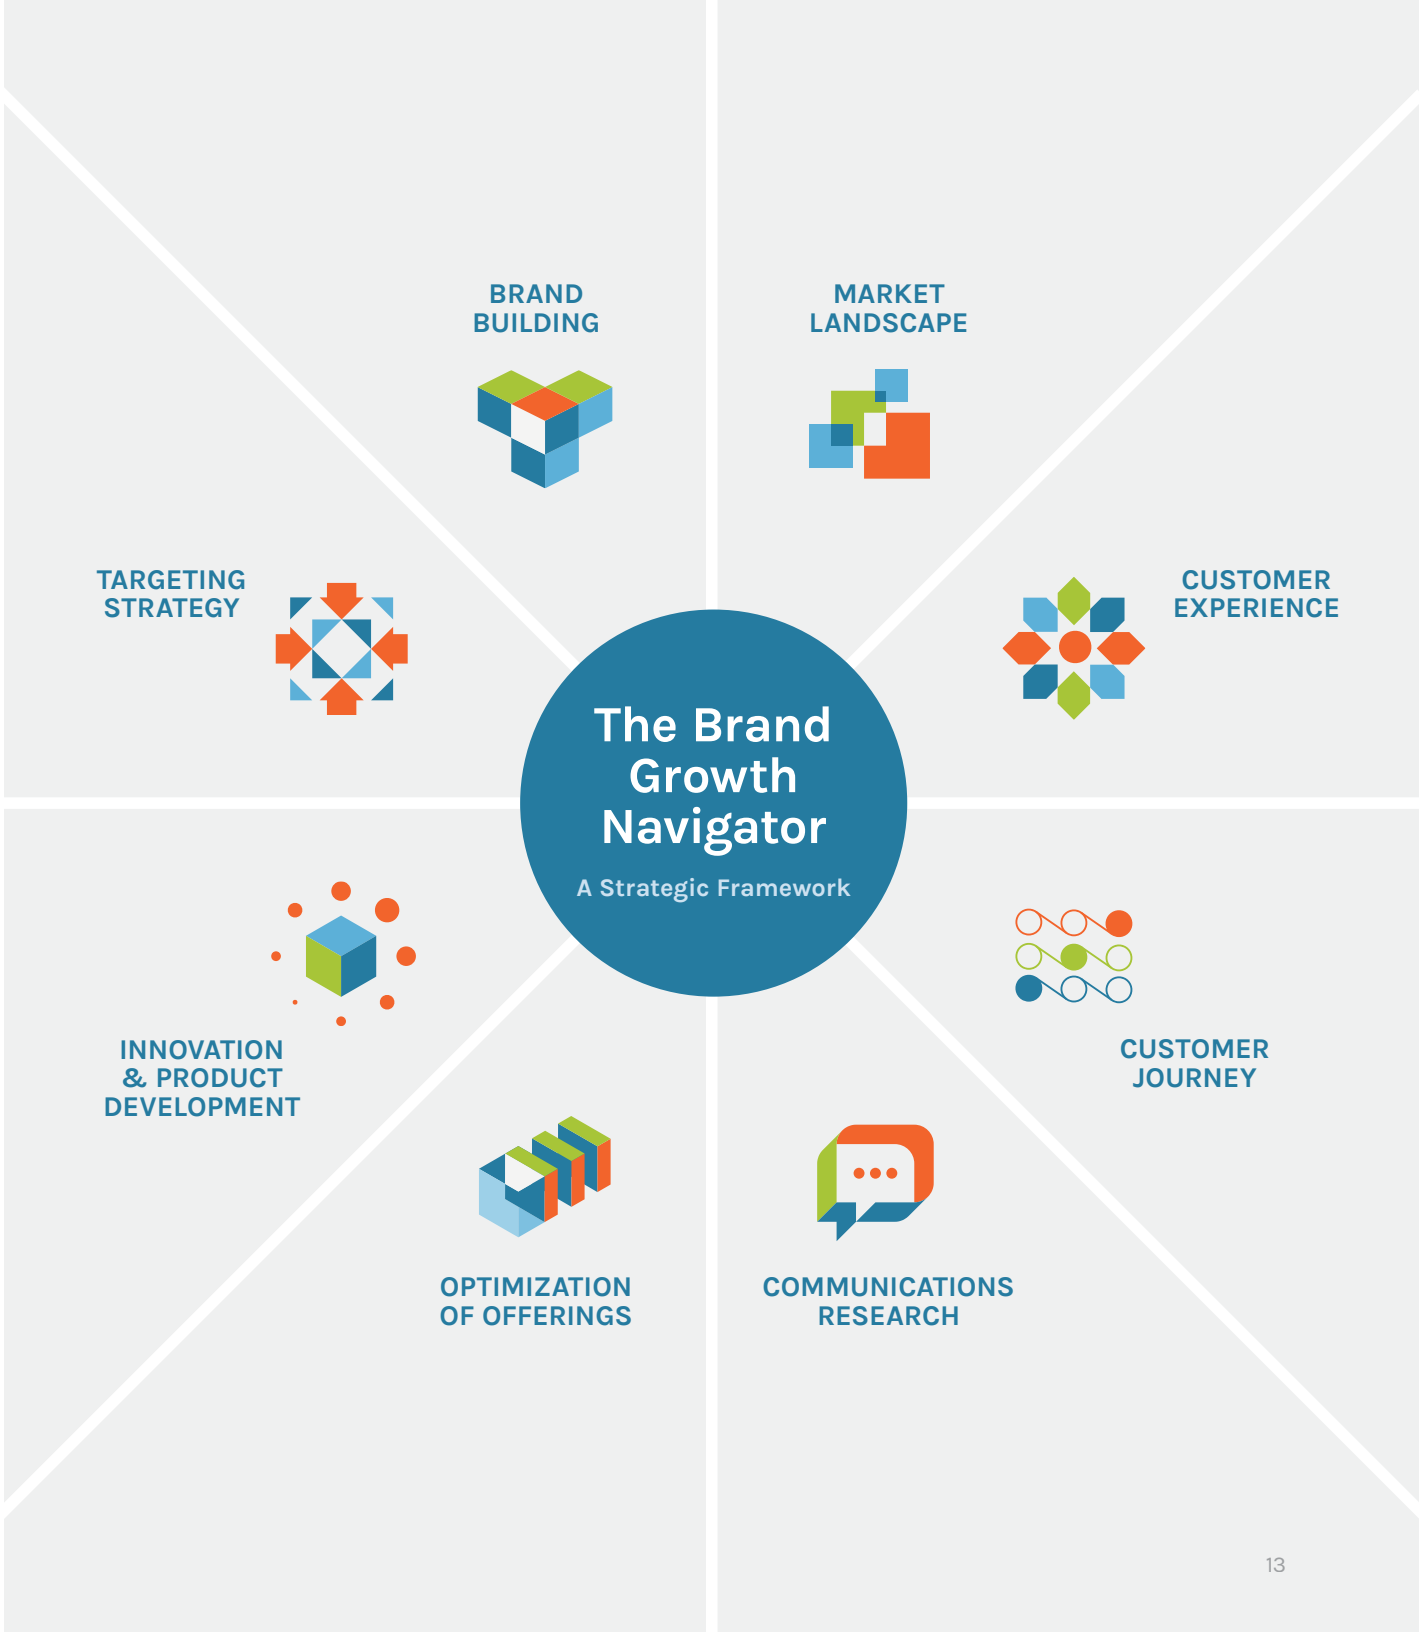 BRAND
BUILDING
MARKET
LANDSCAPE
TARGETING
STRATEGY
CUSTOMER
EXPERIENCE
The Brand
Growth
Navigator
A Strategic Framework
INNOVATION
& PRODUCT
DEVELOPMENT
CUSTOMER
JOURNEY
OPTIMIZATION
OF OFFERINGS
COMMUNICATIONS
RESEARCH
13